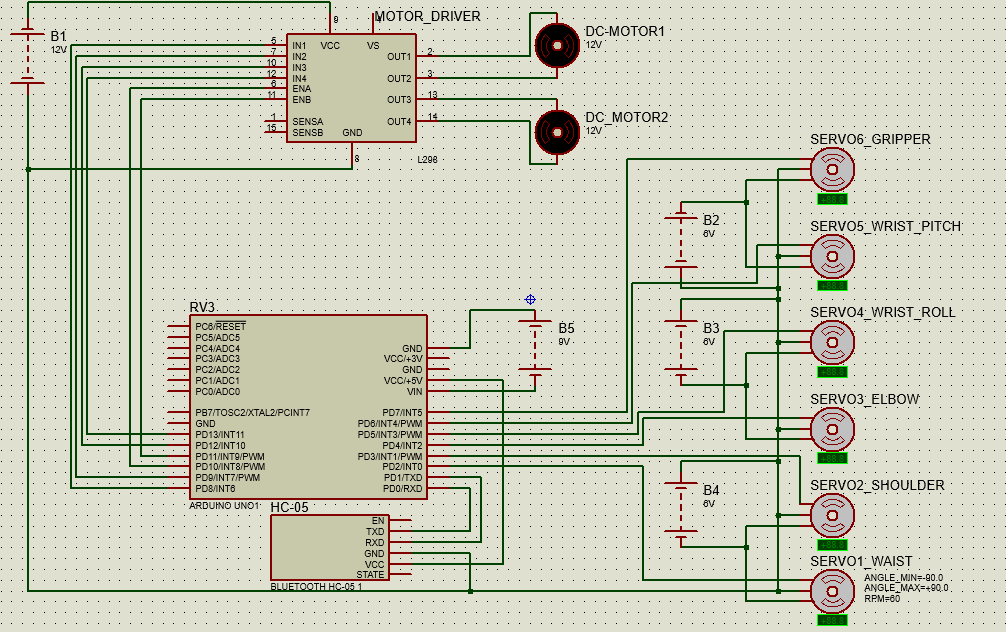 MOTOR_DRIVER
B1
12V
9
VCC
VS
5
IN1
7
IN2
10
IN3
12
IN4
6
ENA
11
ENB
1
SENSA
15
SENSB
GND
8
OUT1
2
OUT2
3
OUT3
13
OUT4
14
L298
DC-MOTOR1
12V
DC_MOTOR2
12V
SERVO6_GRIPPER
B2
6V
SERVO5_WRIST_PITCH
B3
6V
SERVO4_WRIST_ROLL
SERVO3_ELBOW
B4
6V
SERVO2_SHOULDER
SERVO1_WAIST
ANGLE_MIN=-90.0
ANGLE_MAX=+90.0
RPM=60
B5
9V
RV3
PC6/RESET
PC5/ADC5
PC4/ADC4
PC3/ADC3
PC2/ADC2
PC1/ADC1
PC0/ADC0
PB7/TOSC2/XTAL2/PCINT7
GND
PD13/INT11
PD12/INT10
PD11/INT9/PWM
PD10/INT8/PWM
PD9/INT7/PWM
PD8/INT6
GND
VCC/+3V
GND
VCC/+5V
VIN
PD7/INT5
PD6/INT4/PWM
PD5/INT3/PWM
PD4/INT2
PD3/INT1/PWM
PD2/INT0
PD1/TXD
PD0/RXD
ARDUINO UNO1
HC-05
EN
TXD
RXD
GND
VCC
STATE
BLUETOOTH HC-05 1